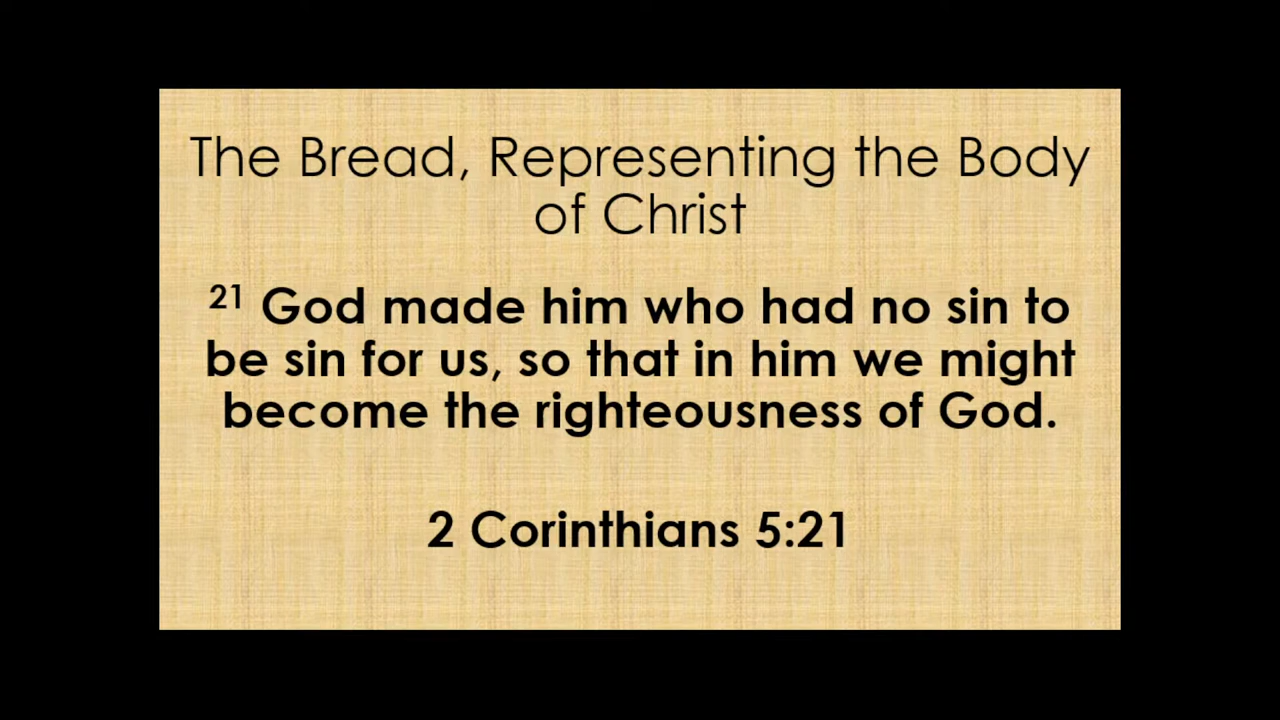 The Bread, Representing the Body
of Christ
21 God made him who had no sin to
be sin for us, so that in him we might
become the righteousness of God.
2 Corinthians 5:21